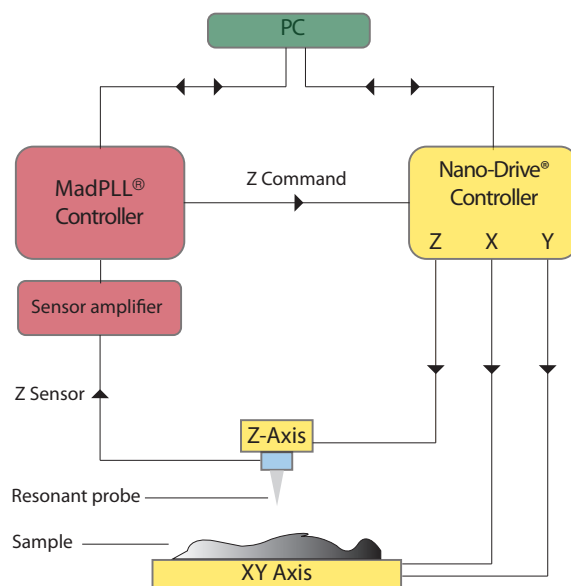 PC
MadPLL®
Controller
Z Command
Nano-Drive®
Controller
Z X Y
Sensor amplifier
Z Sensor
Z-Axis
Resonant probe
Sample
XY Axis